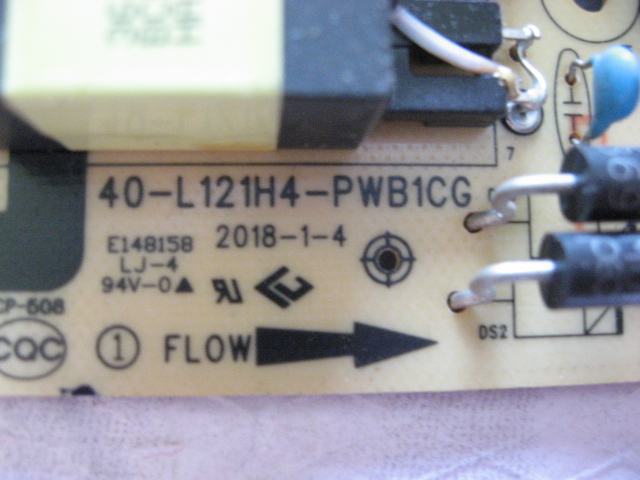 7
40-L121H4-PWB1CG
2018-1-4
E148158
LJ-4
94V-0
CP-508
CQC
1 FLOW
DS2